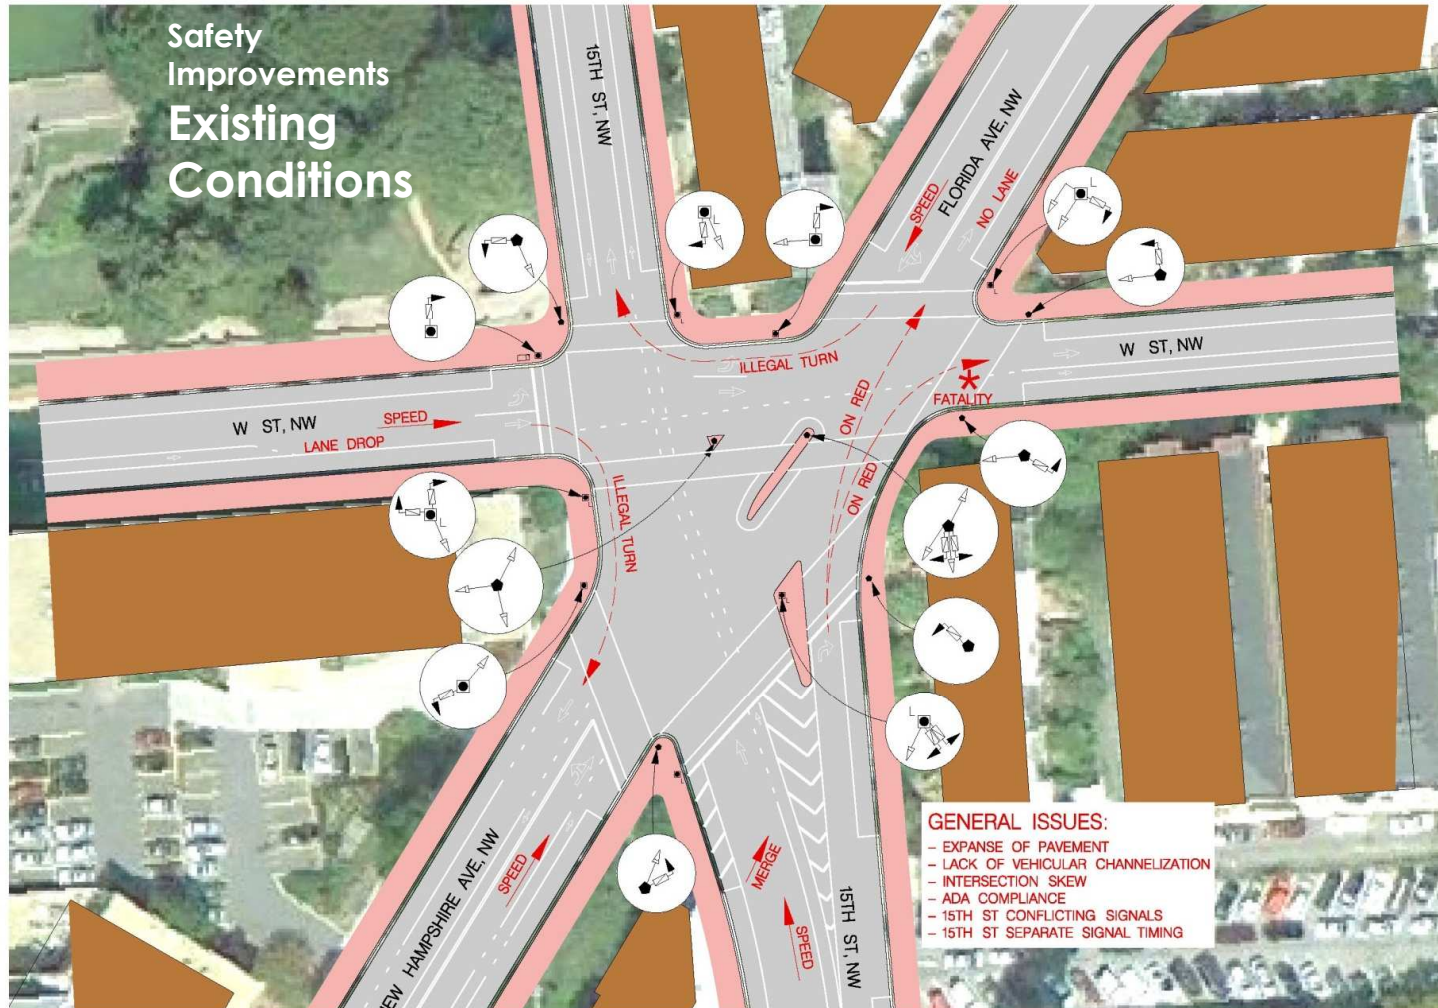 Safety
Improvements
Existing
Conditions
15TH ST, NW
FLORIDA AVE, NW
SPEED
NO LANE
L
L
W ST, NW
ILLEGAL TURN
ON RED
FATALITY
W ST, NW
SPEED
LANE DROP
ON RED
ILLEGAL TURN
L
L
NEW HAMPSHIRE AVE, NW
SPEED
MERGE
SPEED
15TH ST, NW
GENERAL ISSUES:
- EXPANSE OF PAVEMENT
- LACK OF VEHICULAR CHANNELIZATION
- INTERSECTION SKEW
- ADA COMPLIANCE
- 15TH ST CONFLICTING SIGNALS
- 15TH ST SEPARATE SIGNAL TIMING